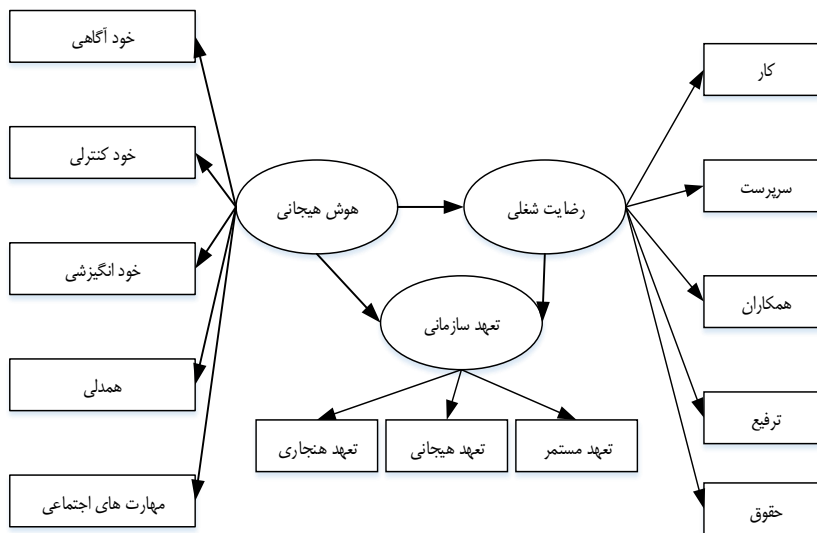 خود آگاهی
کار
خود کنترلی
سرپرست
هوش هیجانی
رضایت شغلی
خود انگیزشی
همکاران
تعهد سازمانی
همدلی
ترفیع
تعهد هنجاری
تعهد هیجانی
تعهد مستمر
مهارت های اجتماعی
حقوق